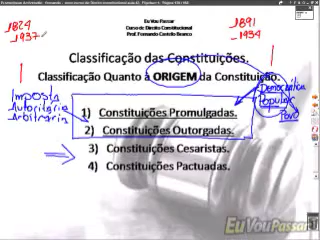 Eu Vou Passar
Curso de Direito Constitucional
Prof. Fernando Castelo Branco
1824
1937
1891
1934
Classificação das Constituições.
Classificação Quanto à ORIGEM da Constituição.
Imposta
Autoritária
Arbitrária
Democrática
Popular
Povo
1) Constituições Promulgadas.
2) Constituições Outorgadas.
3) Constituições Cesaristas.
4) Constituições Pactuadas.
EuVouPassar